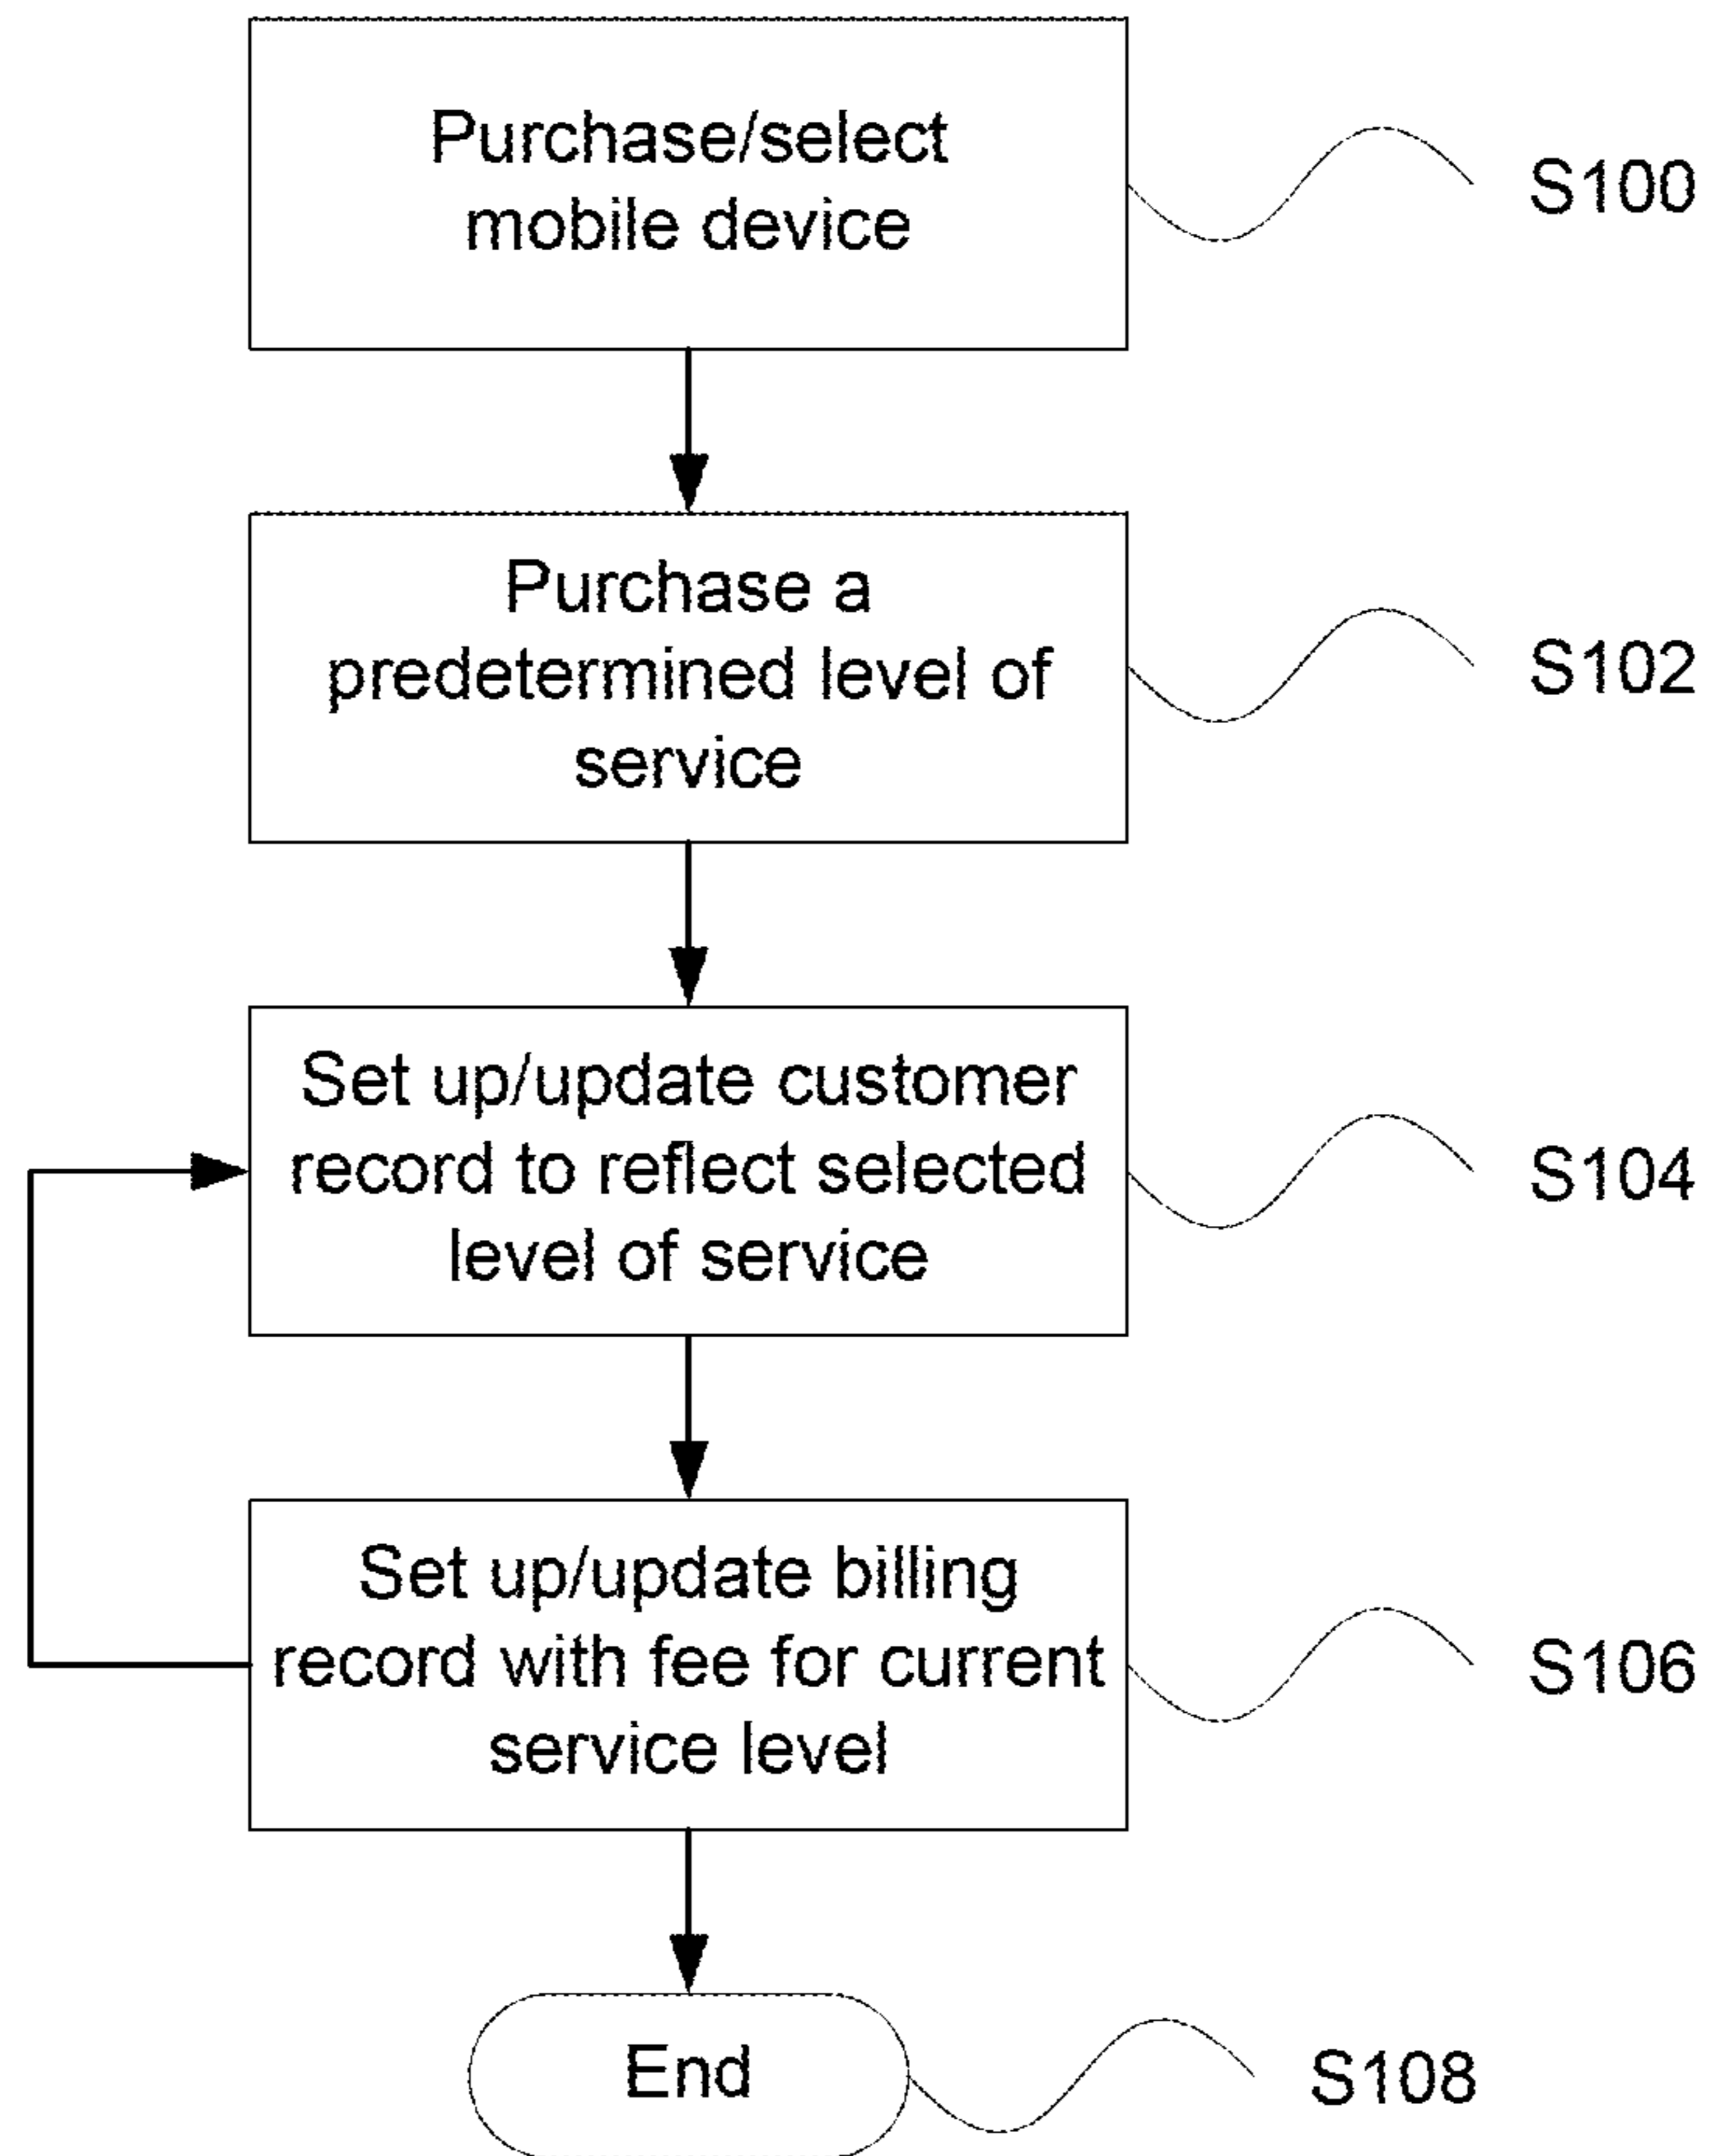 Purchase/select
mobile device
S100
Purchase a
predetermined level of
service
S102
Set up/update customer
record to reflect selected
level of service
S104
Set up/update billing
record with fee for current
service level
S106
End
S108